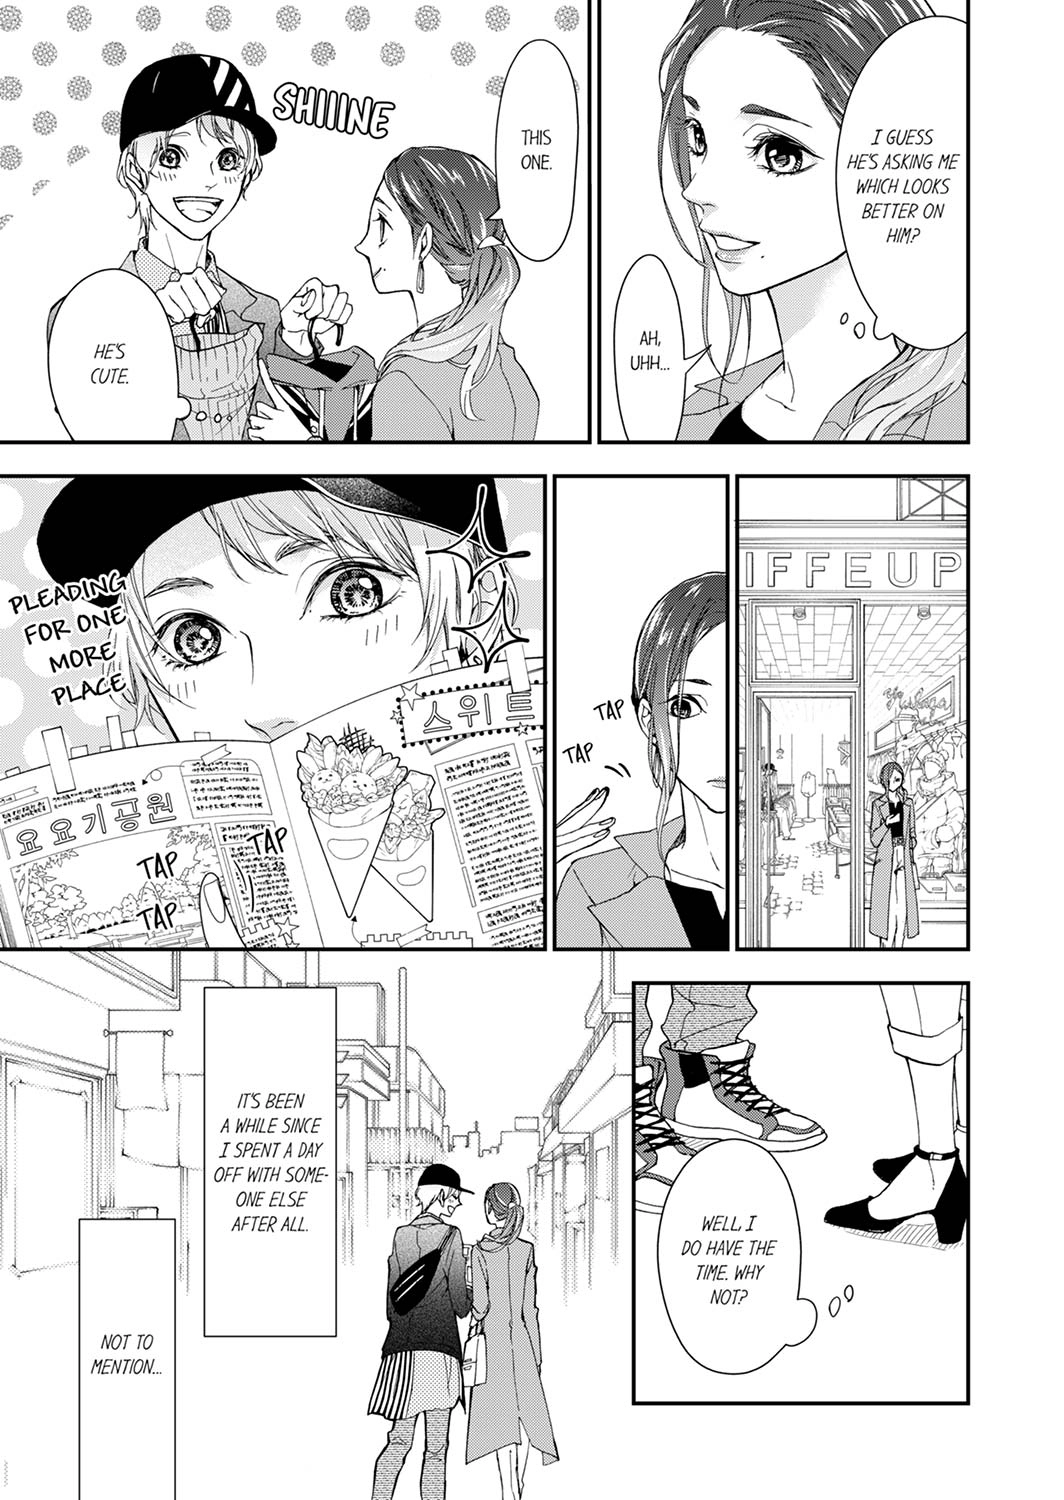 I GUESS
HE'S ASKING ME
WHICH LOOKS
BETTER ON
HIM?
AH,
UHH...
THIS
ONE.
SHIIINE
HE'S
CUTE.
IFFEUP
TAP
TAP
PLEADING
FOR ONE
MORE
PLACE
스위트
요요기공원
TAP
TAP
TAP
WELL, I
DO HAVE THE
TIME. WHY
NOT?
IT'S BEEN
A WHILE SINCE
I SPENT A DAY
OFF WITH SOME-
ONE ELSE
AFTER ALL.
NOT TO
MENTION...